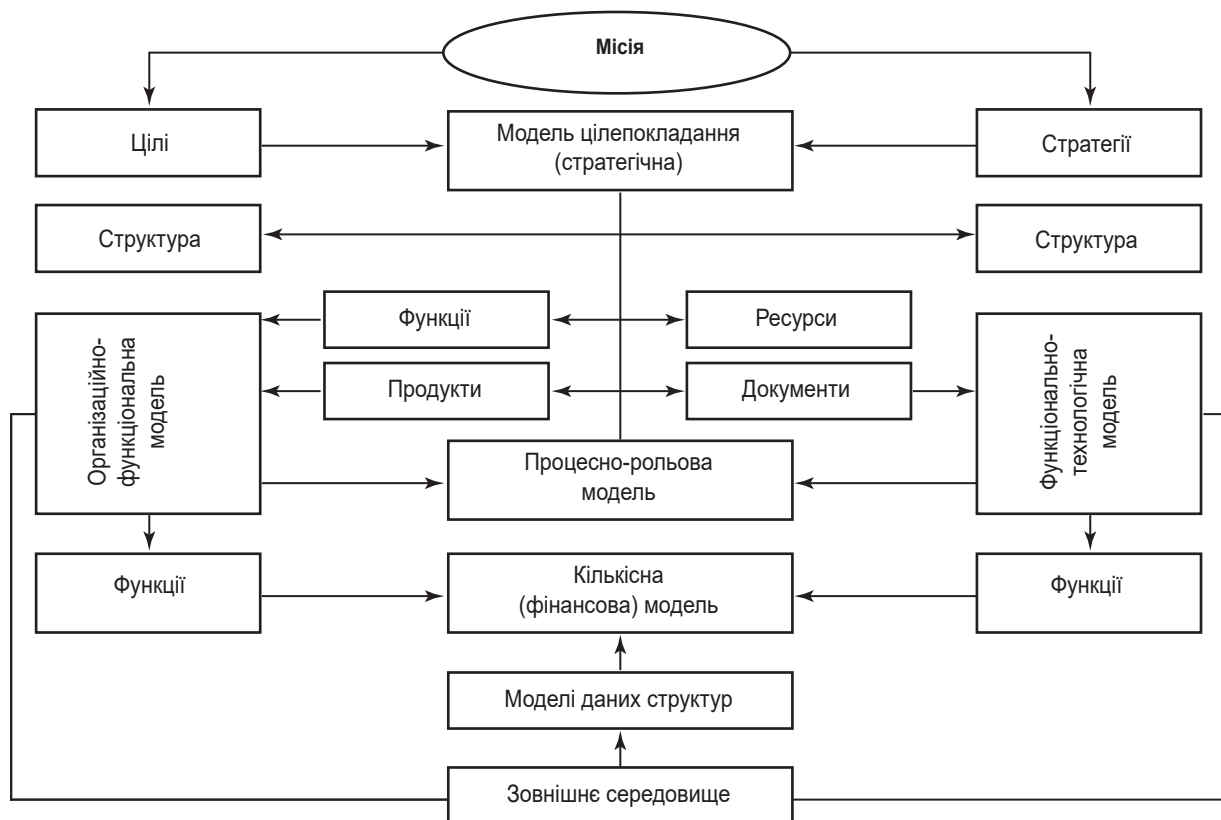 Місія
Цілі
Модель цілепокладання
(стратегічна)
Стратегії
Структура
Структура
Функції
Ресурси
Організаційно-
функціональна
модель
Продукти
Документи
Функціонально-
технологічна
модель
Процесно-рольова
модель
Функції
Кількісна
(фінансова) модель
Функції
Моделі даних структур
Зовнішнє середовище